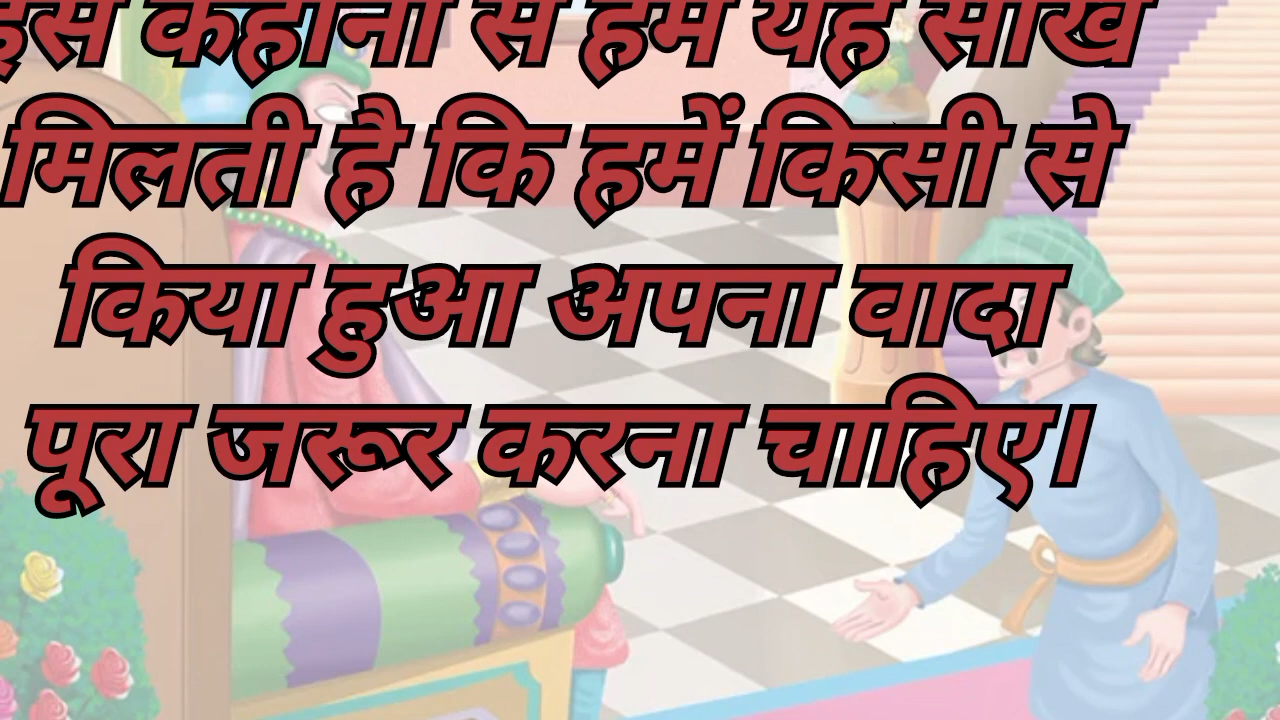 इस कहानी से हमें यह सीख
मिलती है कि हमें किसी से
किया हुआ अपना वादा
पूरा जरूर करना चाहिए।